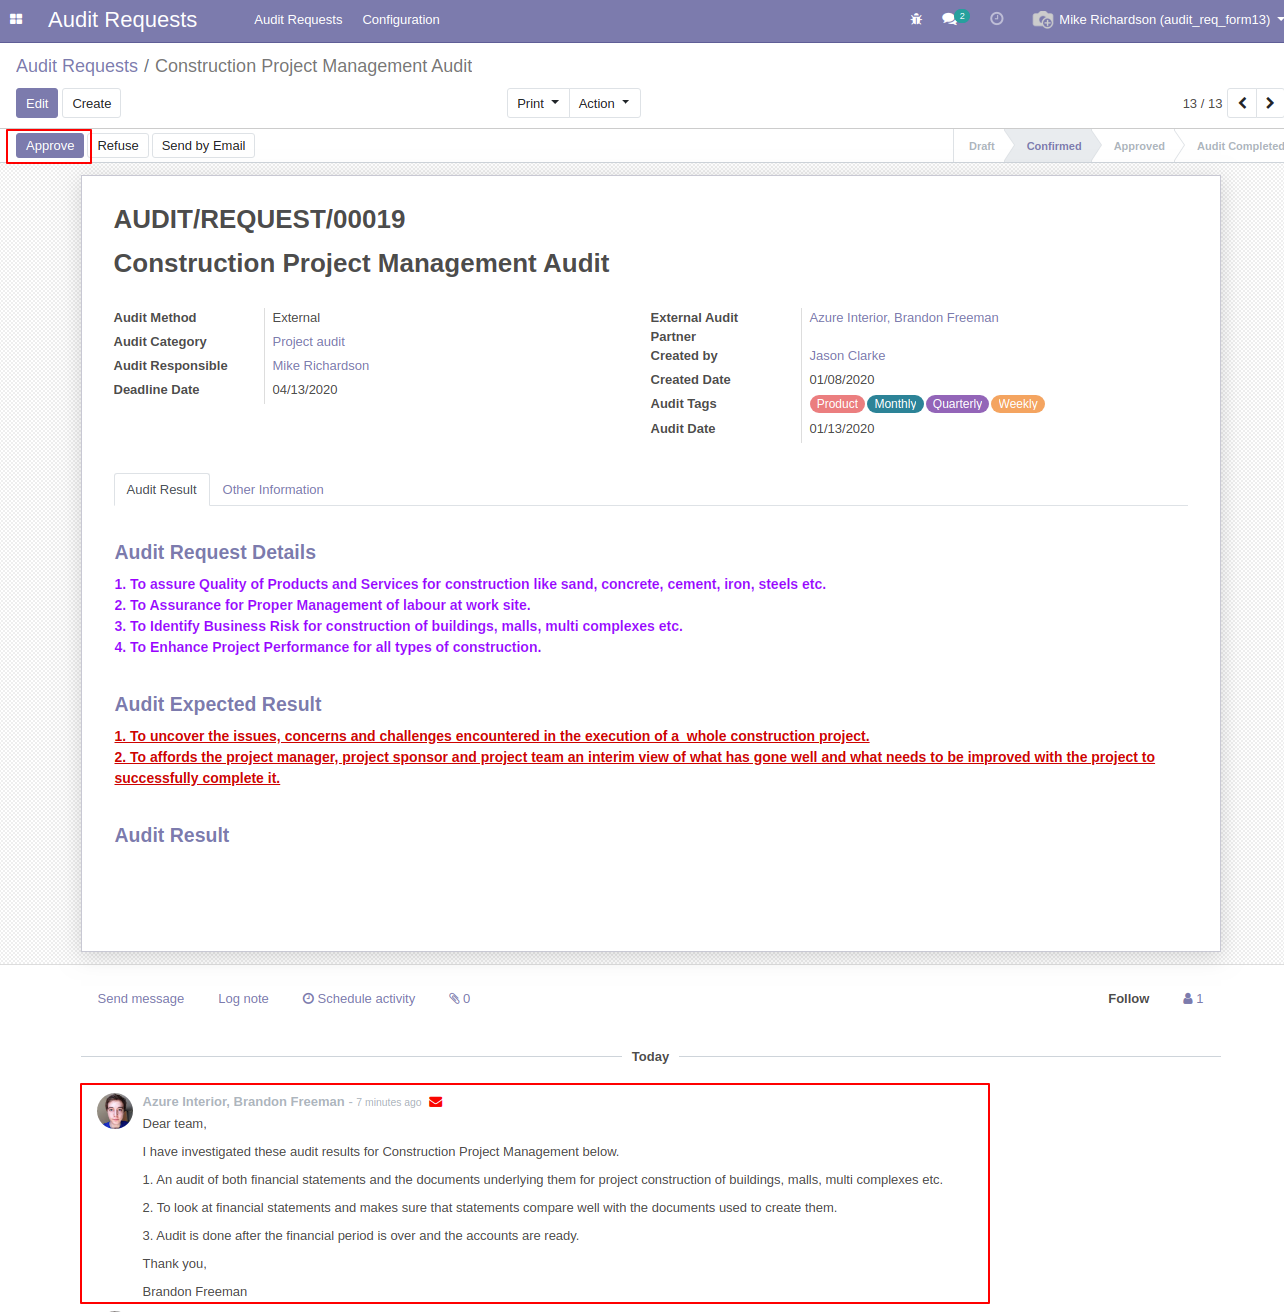 Audit Requests Audit Requests Configuration 2 Mike Richardson (audit_req_form13)
Audit Requests / Construction Project Management Audit
Edit Create Print Action 13 / 13
Approve Refuse Send by Email Draft Confirmed Approved Audit Completed
AUDIT/REQUEST/00019
Construction Project Management Audit
Audit Method External
Audit Category Project audit
Audit Responsible Mike Richardson
Deadline Date 04/13/2020
External Audit Partner Azure Interior, Brandon Freeman
Created by Jason Clarke
Created Date 01/08/2020
Audit Tags Product Monthly Quarterly Weekly
Audit Date 01/13/2020
Audit Result Other Information
Audit Request Details
1. To assure Quality of Products and Services for construction like sand, concrete, cement, iron, steels etc.
2. To Assurance for Proper Management of labour at work site.
3. To Identify Business Risk for construction of buildings, malls, multi complexes etc.
4. To Enhance Project Performance for all types of construction.
Audit Expected Result
1. To uncover the issues, concerns and challenges encountered in the execution of a  whole construction project.
2. To affords the project manager, project sponsor and project team an interim view of what has gone well and what needs to be improved with the project to
successfully complete it.
Audit Result
Send message Log note Schedule activity 0 Follow 1
Today
Azure Interior, Brandon Freeman - 7 minutes ago
Dear team,
I have investigated these audit results for Construction Project Management below.
1. An audit of both financial statements and the documents underlying them for project construction of buildings, malls, multi complexes etc.
2. To look at financial statements and makes sure that statements compare well with the documents used to create them.
3. Audit is done after the financial period is over and the accounts are ready.
Thank you,
Brandon Freeman